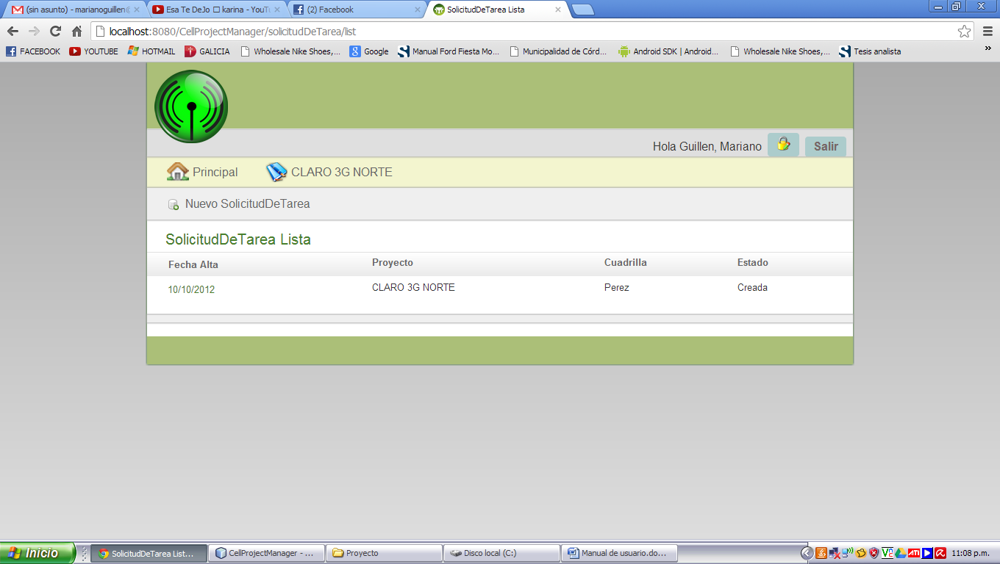 (sin asunto) - marianoguillen@ Esa Te DeJo □ karina - YouTu (2) Facebook SolicitudDeTarea Lista
localhost:8080/CellProjectManager/solicitudDeTarea/list
FACEBOOK YOUTUBE HOTMAIL GALICIA Wholesale Nike Shoes,... Google Manual Ford Fiesta Mo... Municipalidad de Córd... Android SDK | Android... Wholesale Nike Shoes,... Tesis analista »
Hola Guillen, Mariano Salir
Principal CLARO 3G NORTE
Nuevo SolicitudDeTarea
SolicitudDeTarea Lista
Fecha Alta Proyecto Cuadrilla Estado
10/10/2012 CLARO 3G NORTE Perez Creada
Inicio SolicitudDeTarea List... CellProjectManager - ... Proyecto Disco local (C:) Manual de usuario.do... ATI 11:08 p.m.